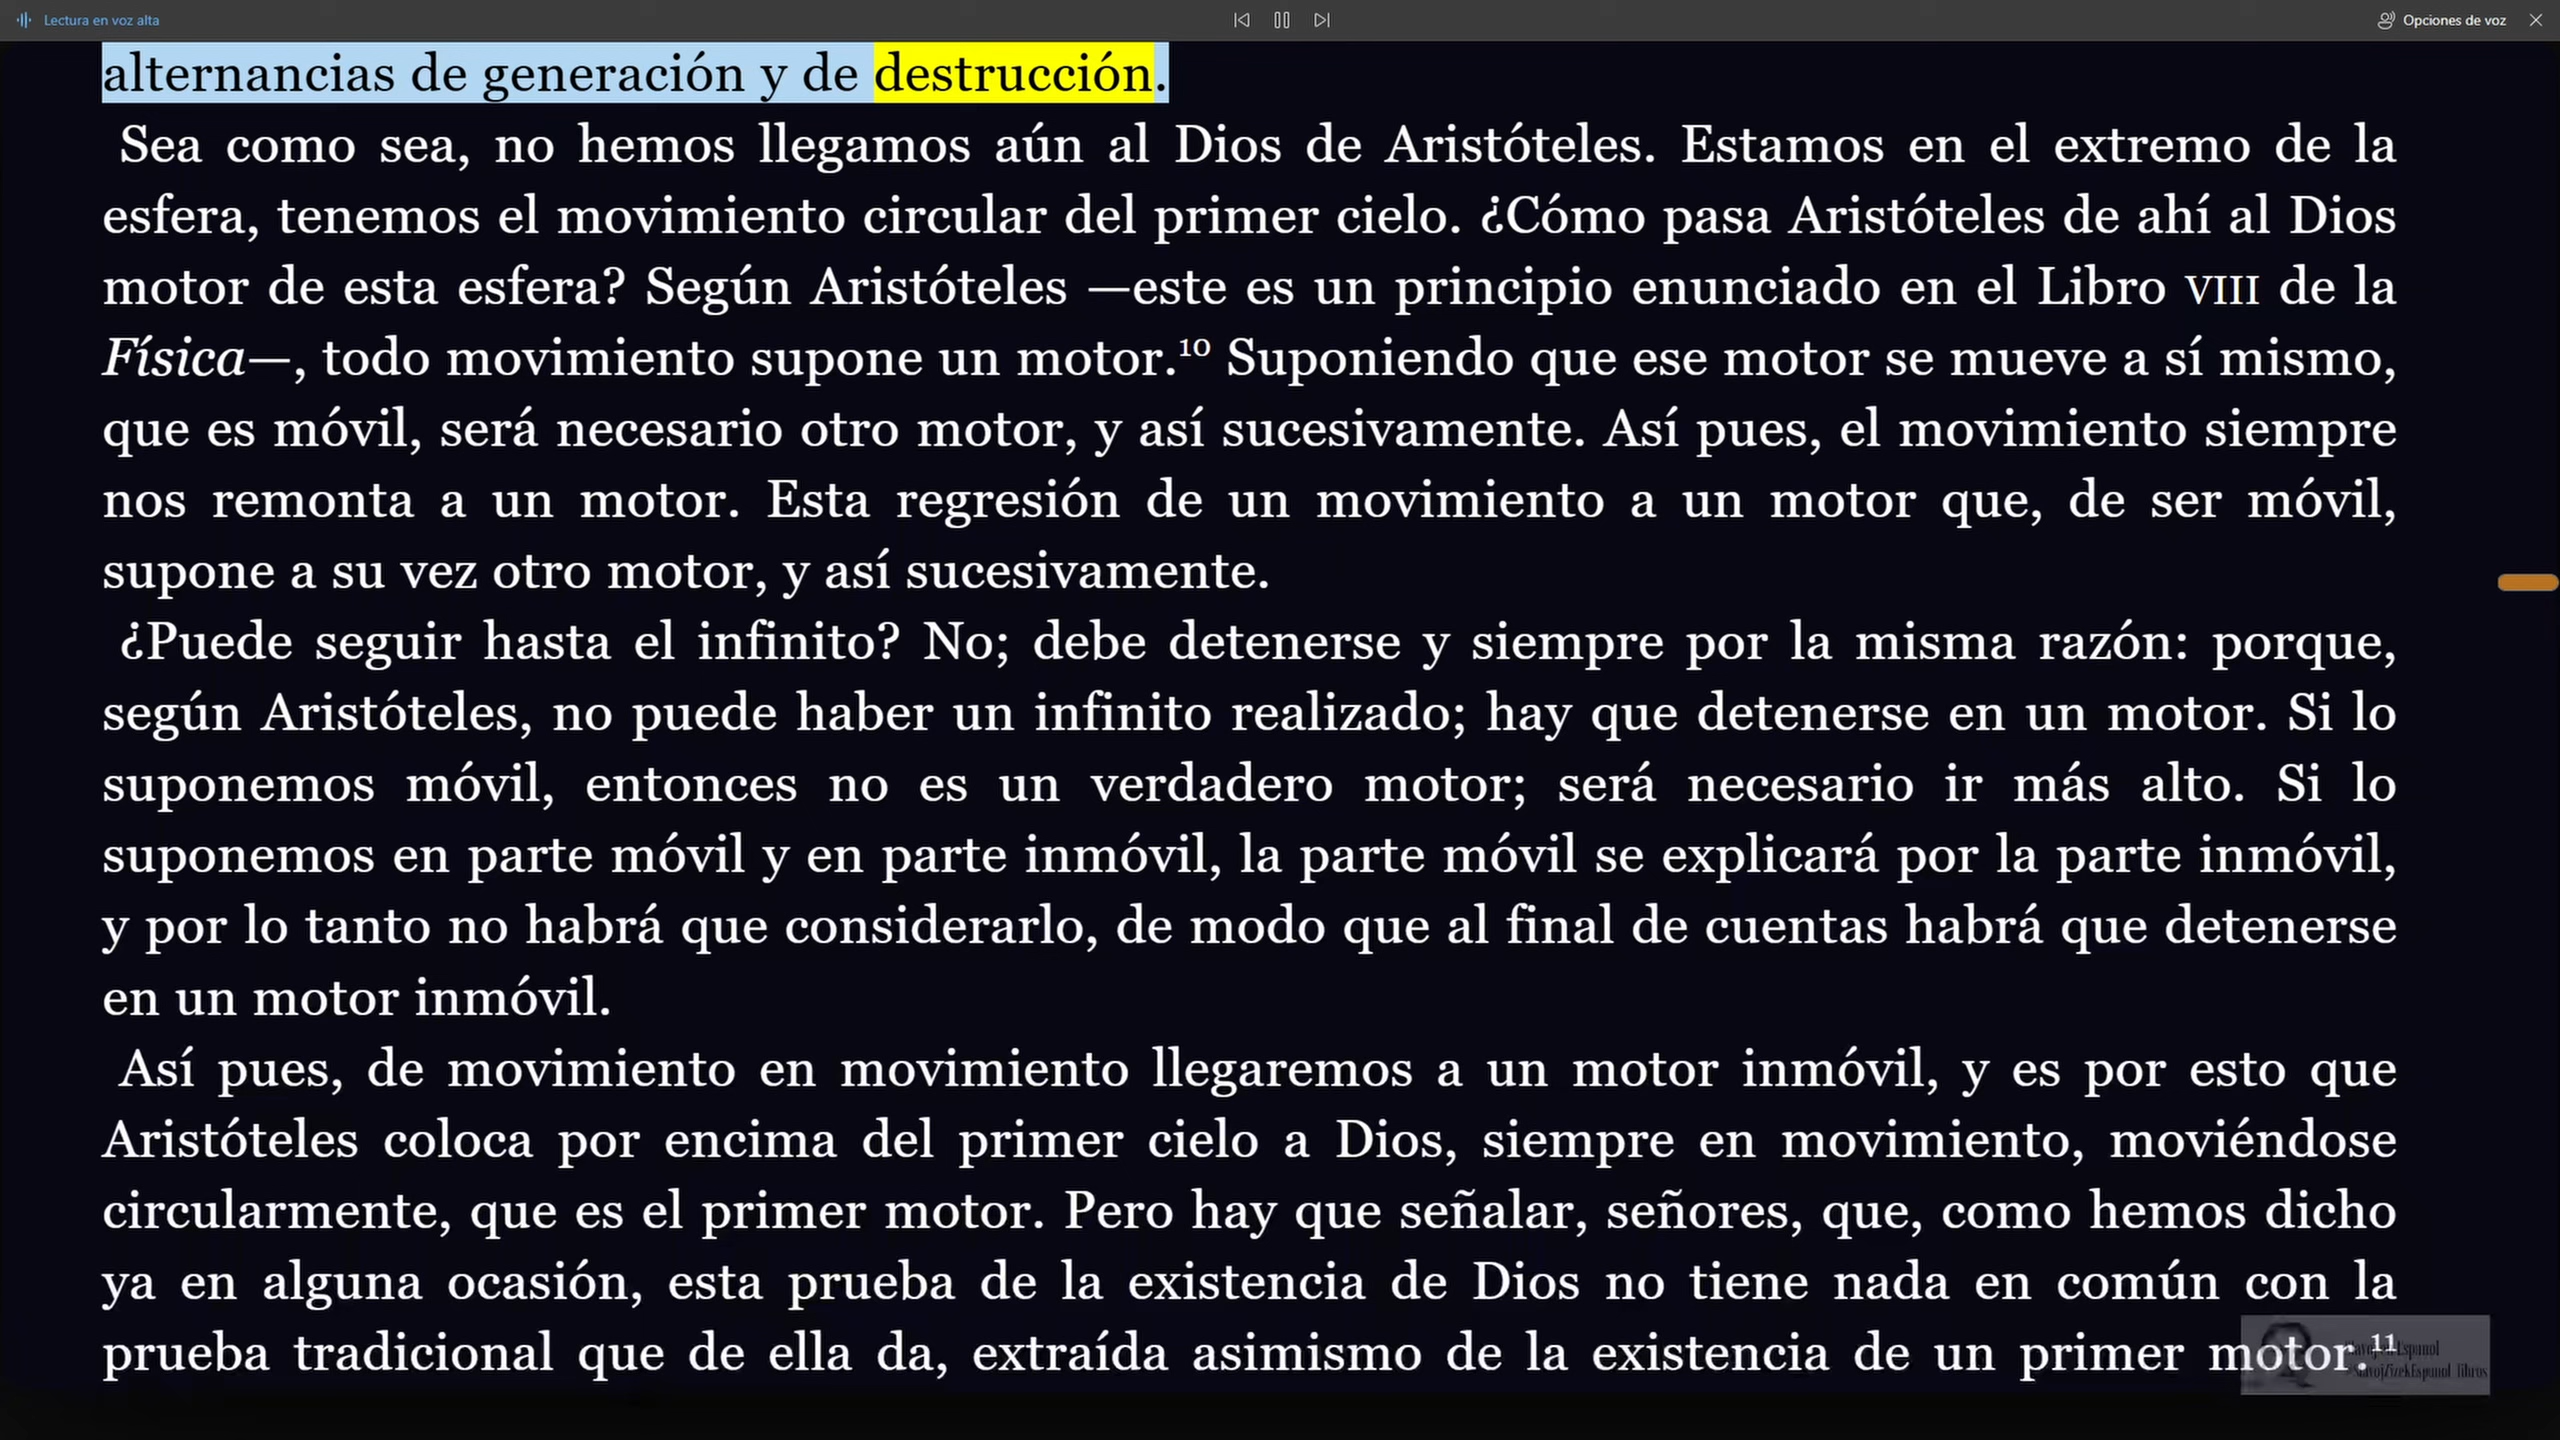 Lectura en voz alta
Opciones de voz
alternancias de generación y de destrucción.
Sea como sea, no hemos llegamos aún al Dios de Aristóteles. Estamos en el extremo de la
esfera, tenemos el movimiento circular del primer cielo. ¿Cómo pasa Aristóteles de ahí al Dios
motor de esta esfera? Según Aristóteles —este es un principio enunciado en el Libro VIII de la
Física—, todo movimiento supone un motor.¹⁰ Suponiendo que ese motor se mueve a sí mismo,
que es móvil, será necesario otro motor, y así sucesivamente. Así pues, el movimiento siempre
nos remonta a un motor. Esta regresión de un movimiento a un motor que, de ser móvil,
supone a su vez otro motor, y así sucesivamente.
¿Puede seguir hasta el infinito? No; debe detenerse y siempre por la misma razón: porque,
según Aristóteles, no puede haber un infinito realizado; hay que detenerse en un motor. Si lo
suponemos móvil, entonces no es un verdadero motor; será necesario ir más alto. Si lo
suponemos en parte móvil y en parte inmóvil, la parte móvil se explicará por la parte inmóvil,
y por lo tanto no habrá que considerarlo, de modo que al final de cuentas habrá que detenerse
en un motor inmóvil.
Así pues, de movimiento en movimiento llegaremos a un motor inmóvil, y es por esto que
Aristóteles coloca por encima del primer cielo a Dios, siempre en movimiento, moviéndose
circularmente, que es el primer motor. Pero hay que señalar, señores, que, como hemos dicho
ya en alguna ocasión, esta prueba de la existencia de Dios no tiene nada en común con la
prueba tradicional que de ella da, extraída asimismo de la existencia de un primer motor.¹¹